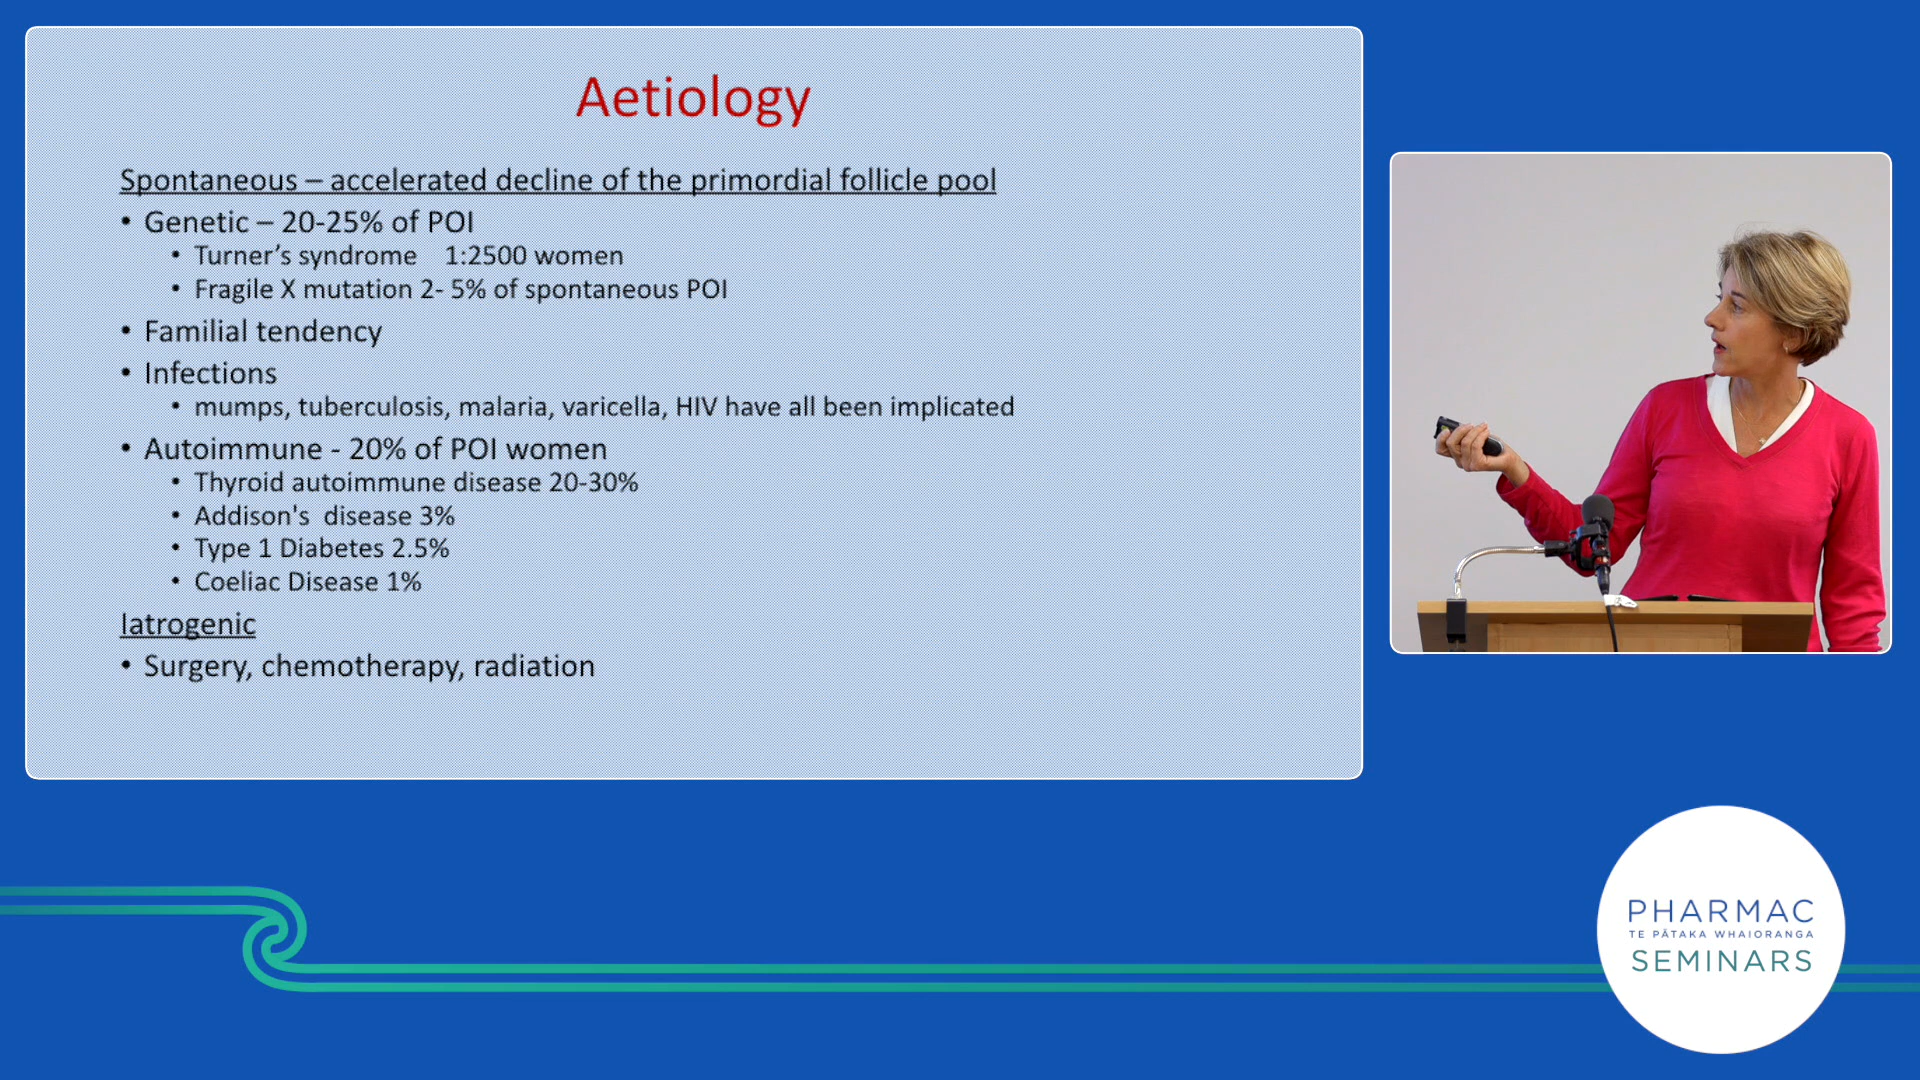 Aetiology
Spontaneous – accelerated decline of the primordial follicle pool
• Genetic – 20-25% of POI
• Turner’s syndrome 1:2500 women
• Fragile X mutation 2- 5% of spontaneous POI
• Familial tendency
• Infections
• mumps, tuberculosis, malaria, varicella, HIV have all been implicated
• Autoimmune - 20% of POI women
• Thyroid autoimmune disease 20-30%
• Addison's  disease 3%
• Type 1 Diabetes 2.5%
• Coeliac Disease 1%
Iatrogenic
• Surgery, chemotherapy, radiation
PHARMAC
TE PĀTAKA WHAIORANGA
SEMINARS